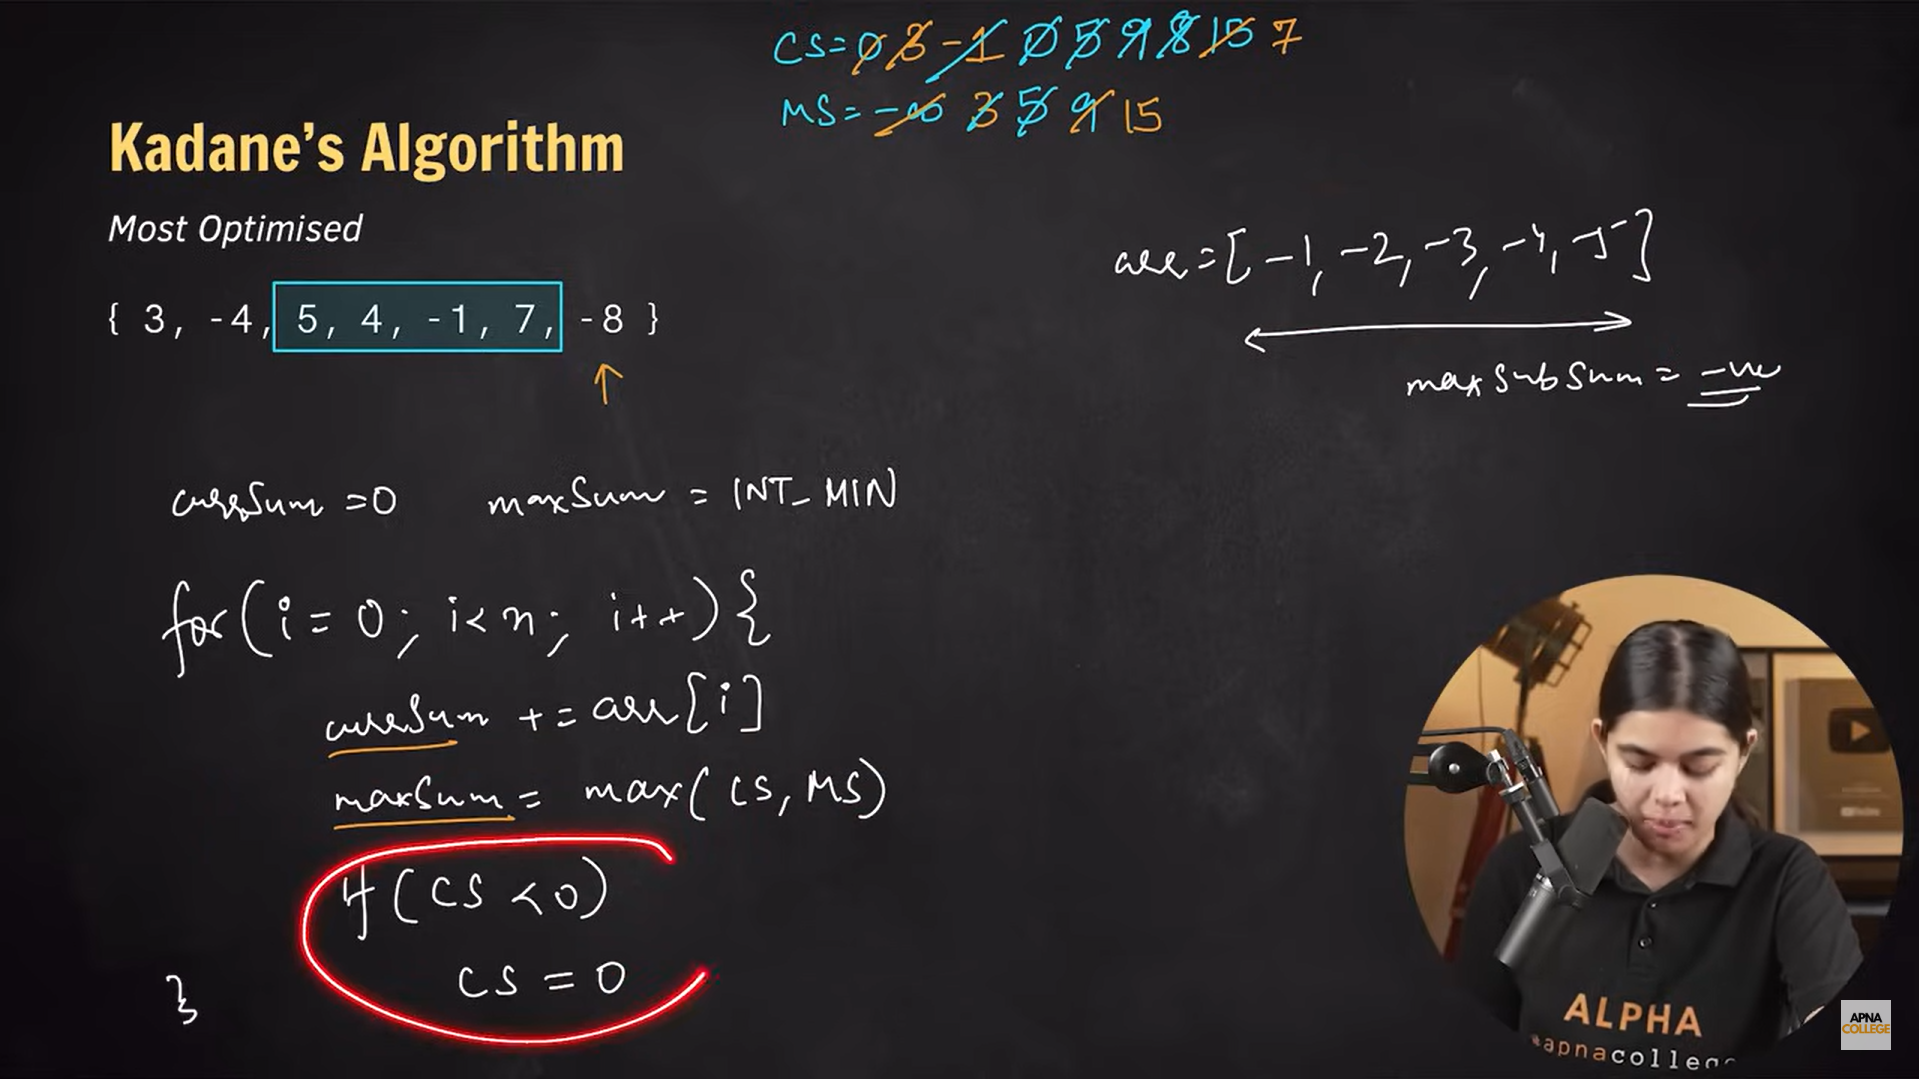 CS=0 3 -1 0 5 9 8 15 7
MS=-∞ 3 5 9 15
Kadane's Algorithm
Most Optimised
{ 3, -4, 5, 4, -1, 7, -8 }
arr=[-1, -2, -3, -4, -5]
maxSubSum = -ve
currSum =0 maxSum = INT_MIN
for(i=0; i<n; i++){
currSum += arr[i]
maxSum = max(CS, MS)
if(CS <0)
CS = 0
}
ALPHA
apnacolleg
APNA
COLLEGE